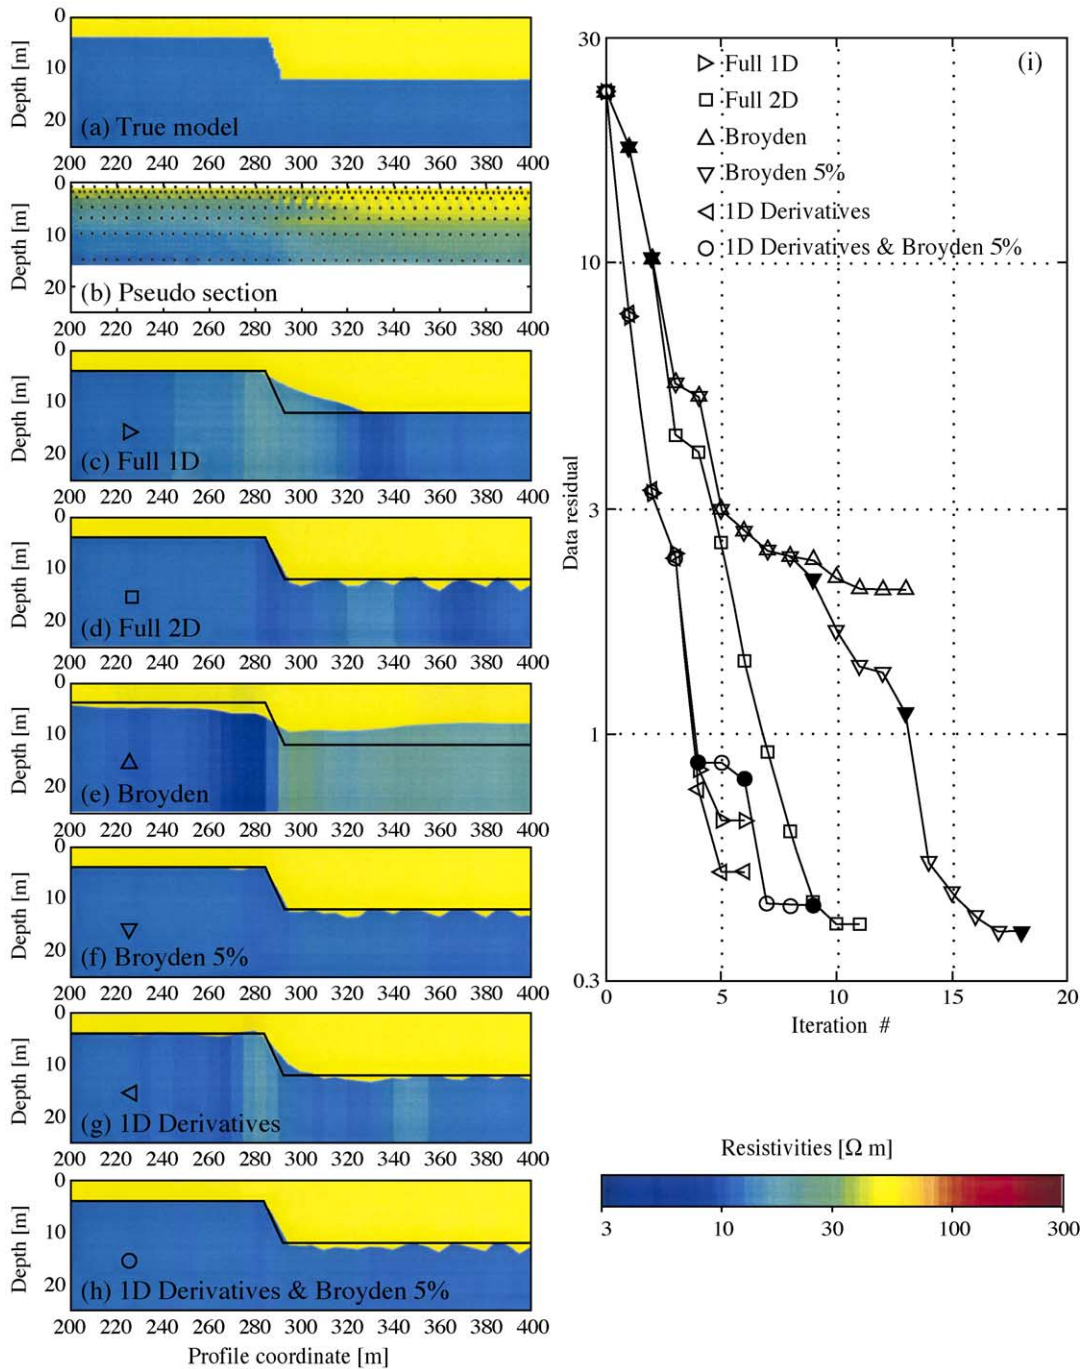 0
10
20
Depth [m]
(a) True model
200 220 240 260 280 300 320 340 360 380 400
0
10
20
Depth [m]
(b) Pseudo section
200 220 240 260 280 300 320 340 360 380 400
0
10
20
Depth [m]
(c) Full 1D
200 220 240 260 280 300 320 340 360 380 400
0
10
20
Depth [m]
(d) Full 2D
200 220 240 260 280 300 320 340 360 380 400
0
10
20
Depth [m]
(e) Broyden
200 220 240 260 280 300 320 340 360 380 400
0
10
20
Depth [m]
(f) Broyden 5%
200 220 240 260 280 300 320 340 360 380 400
0
10
20
Depth [m]
(g) 1D Derivatives
200 220 240 260 280 300 320 340 360 380 400
0
10
20
Depth [m]
(h) 1D Derivatives & Broyden 5%
200 220 240 260 280 300 320 340 360 380 400
Profile coordinate [m]
(i)
Full 1D
Full 2D
Broyden
Broyden 5%
1D Derivatives
1D Derivatives & Broyden 5%
30
10
3
1
0.3
Data residual
0 5 10 15 20
Iteration #
Resistivities [Ω m]
3 10 30 100 300